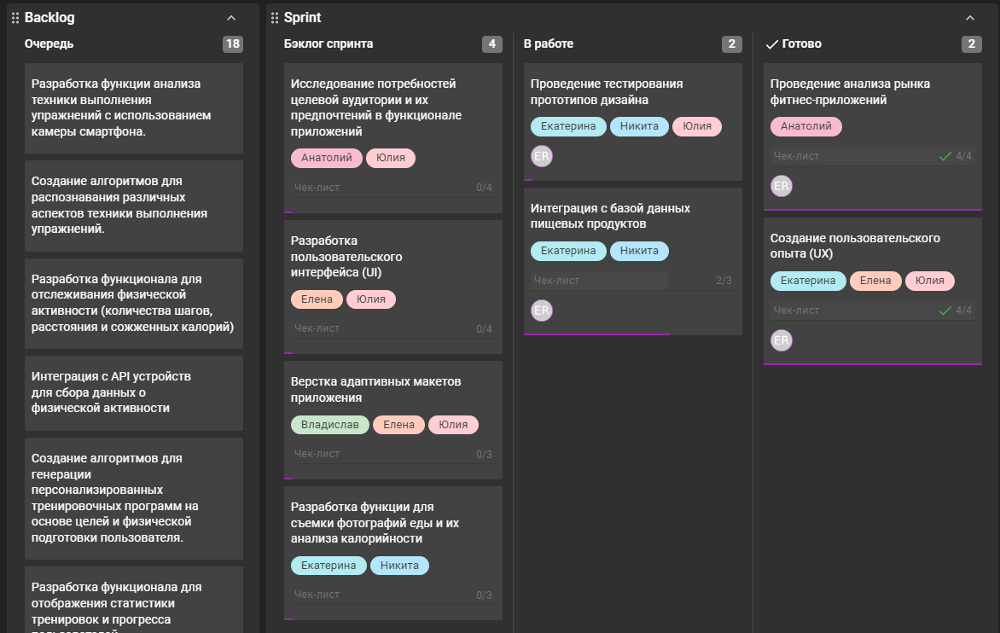 Backlog
Очередь
18
Разработка функции анализа
техники выполнения
упражнений с использованием
камеры смартфона.
Создание алгоритмов для
распознавания различных
аспектов техники выполнения
упражнений.
Разработка функционала для
отслеживания физической
активности (количества шагов,
расстояния и сожженных калорий)
Интеграция с API устройств
для сбора данных о
физической активности
Создание алгоритмов для
генерации
персонализированных
тренировочных программ на
основе целей и физической
подготовки пользователя.
Разработка функционала для
отображения статистики
тренировок и прогресса
Sprint
Бэклог спринта
4
Исследование потребностей
целевой аудитории и их
предпочтений в функционале
приложений
Анатолий Юлия
Чек-лист 0/4
Разработка
пользовательского
интерфейса (UI)
Елена Юлия
Чек-лист 0/4
Верстка адаптивных макетов
приложения
Владислав Елена Юлия
Чек-лист 0/3
Разработка функции для
съемки фотографий еды и их
анализа калорийности
Екатерина Никита
Чек-лист 0/3
В работе
2
Проведение тестирования
прототипов дизайна
Екатерина Никита Юлия
ER
Интеграция с базой данных
пищевых продуктов
Екатерина Никита
Чек-лист 2/3
ER
Готово
2
Проведение анализа рынка
фитнес-приложений
Анатолий
Чек-лист 4/4
ER
Создание пользовательского
опыта (UX)
Екатерина Елена Юлия
Чек-лист 4/4
ER